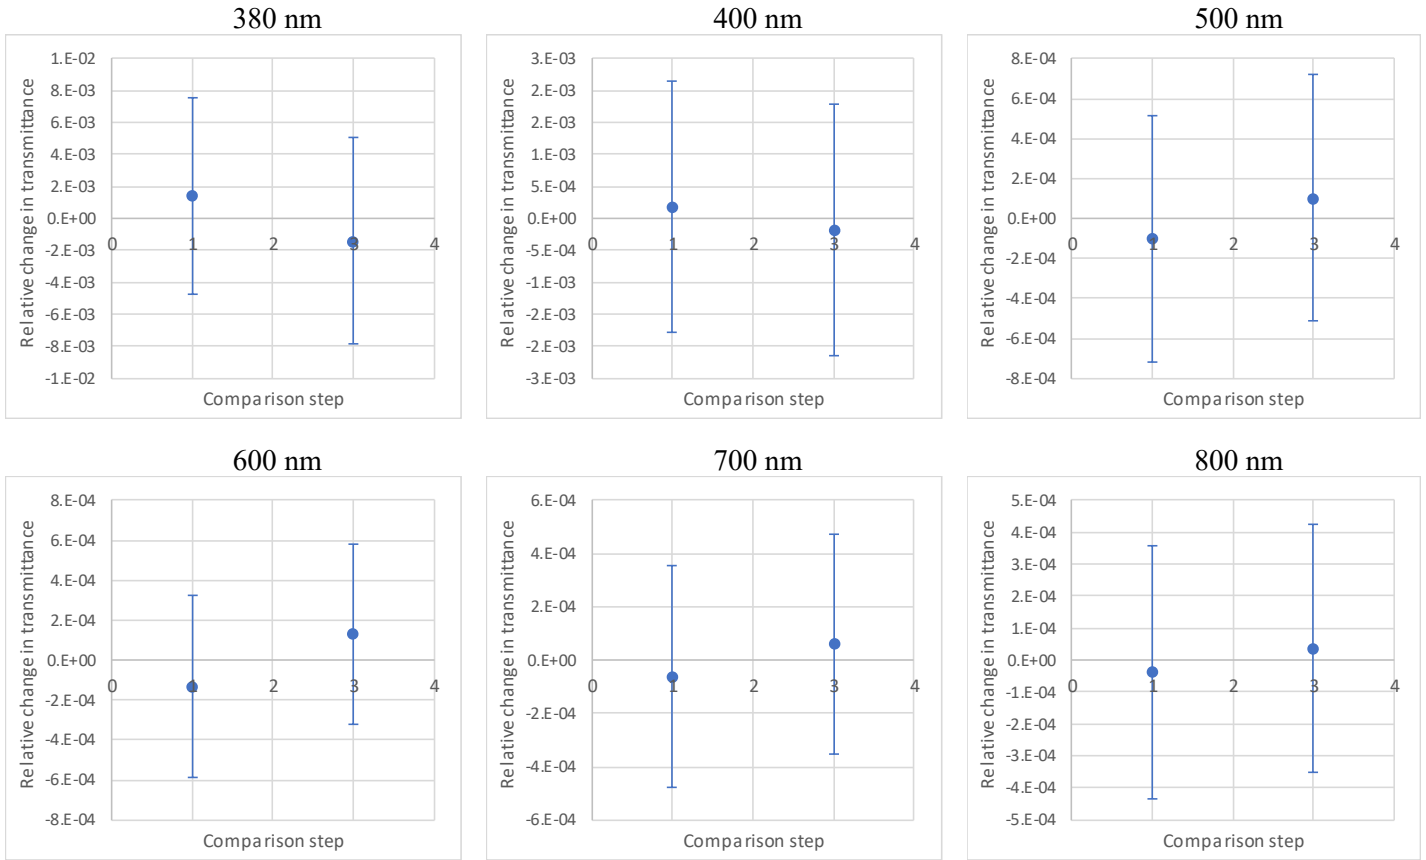 380 nm
Relative change in transmittance
1.E-02
8.E-03
6.E-03
4.E-03
2.E-03
0.E+00
-2.E-03
-4.E-03
-6.E-03
-8.E-03
-1.E-02
0 1 2 3 4
Comparison step
400 nm
Relative change in transmittance
3.E-03
2.E-03
2.E-03
1.E-03
5.E-04
0.E+00
-5.E-04
-1.E-03
-2.E-03
-2.E-03
-3.E-03
0 1 2 3 4
Comparison step
500 nm
Relative change in transmittance
8.E-04
6.E-04
4.E-04
2.E-04
0.E+00
-2.E-04
-4.E-04
-6.E-04
-8.E-04
0 1 2 3 4
Comparison step
600 nm
Relative change in transmittance
8.E-04
6.E-04
4.E-04
2.E-04
0.E+00
-2.E-04
-4.E-04
-6.E-04
-8.E-04
0 1 2 3 4
Comparison step
700 nm
Relative change in transmittance
6.E-04
4.E-04
2.E-04
0.E+00
-2.E-04
-4.E-04
-6.E-04
0 1 2 3 4
Comparison step
800 nm
Relative change in transmittance
5.E-04
4.E-04
3.E-04
2.E-04
1.E-04
0.E+00
-1.E-04
-2.E-04
-3.E-04
-4.E-04
-5.E-04
0 1 2 3 4
Comparison step